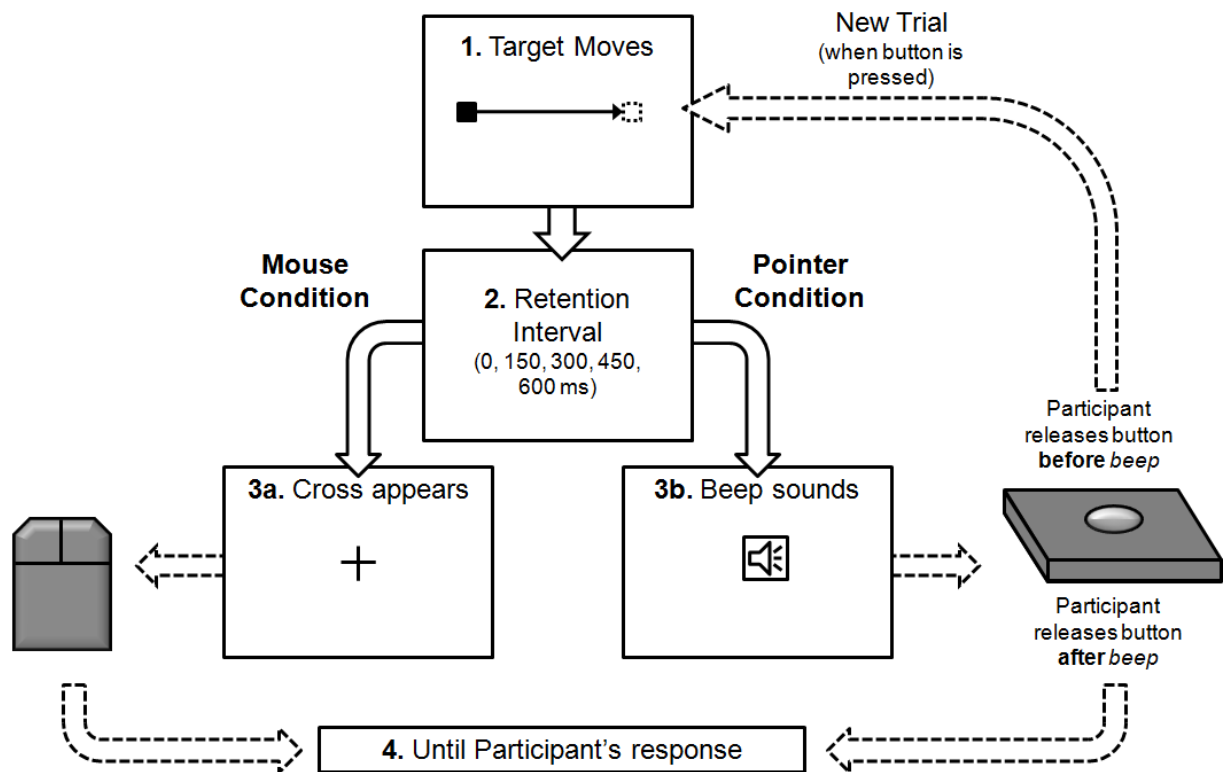 1. Target Moves
New Trial
(when button is
pressed)
Mouse
Condition
2. Retention
Interval
(0, 150, 300, 450,
600 ms)
Pointer
Condition
3a. Cross appears
3b. Beep sounds
Participant
releases button
before beep
Participant
releases button
after beep
4. Until Participant’s response